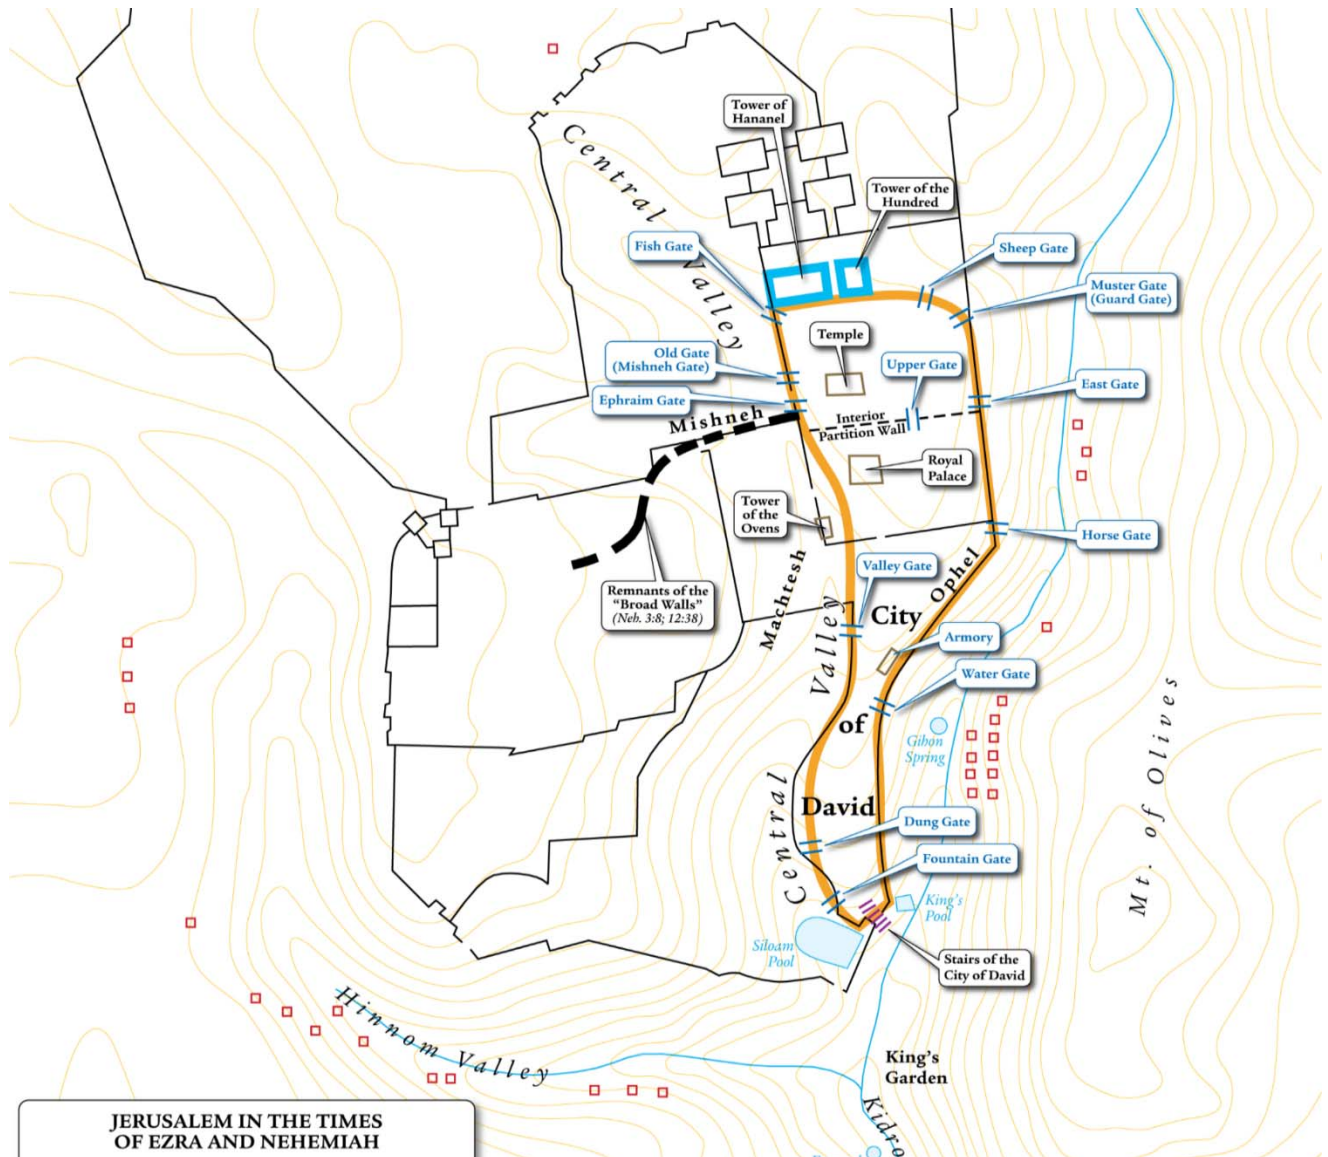 Tower of
Hananel
Central
Valley
Tower of the
Hundred
Fish Gate
Sheep Gate
Muster Gate
(Guard Gate)
Temple
Old Gate
(Mishneh Gate)
Upper Gate
East Gate
Ephraim Gate
Mishneh
Interior
Partition Wall
Royal
Palace
Tower
of the
Ovens
Horse Gate
Valley Gate
Ophel
Machtesh
Remnants of the
“Broad Walls”
(Neh. 3:8; 12:38)
City
of
David
Armory
Water Gate
Central
Valley
Gihon
Spring
Mt. of Olives
Dung Gate
Fountain Gate
King’s
Pool
Siloam
Pool
Stairs of the
City of David
Hinnom Valley
King’s
Garden
JERUSALEM IN THE TIMES
OF EZRA AND NEHEMIAH